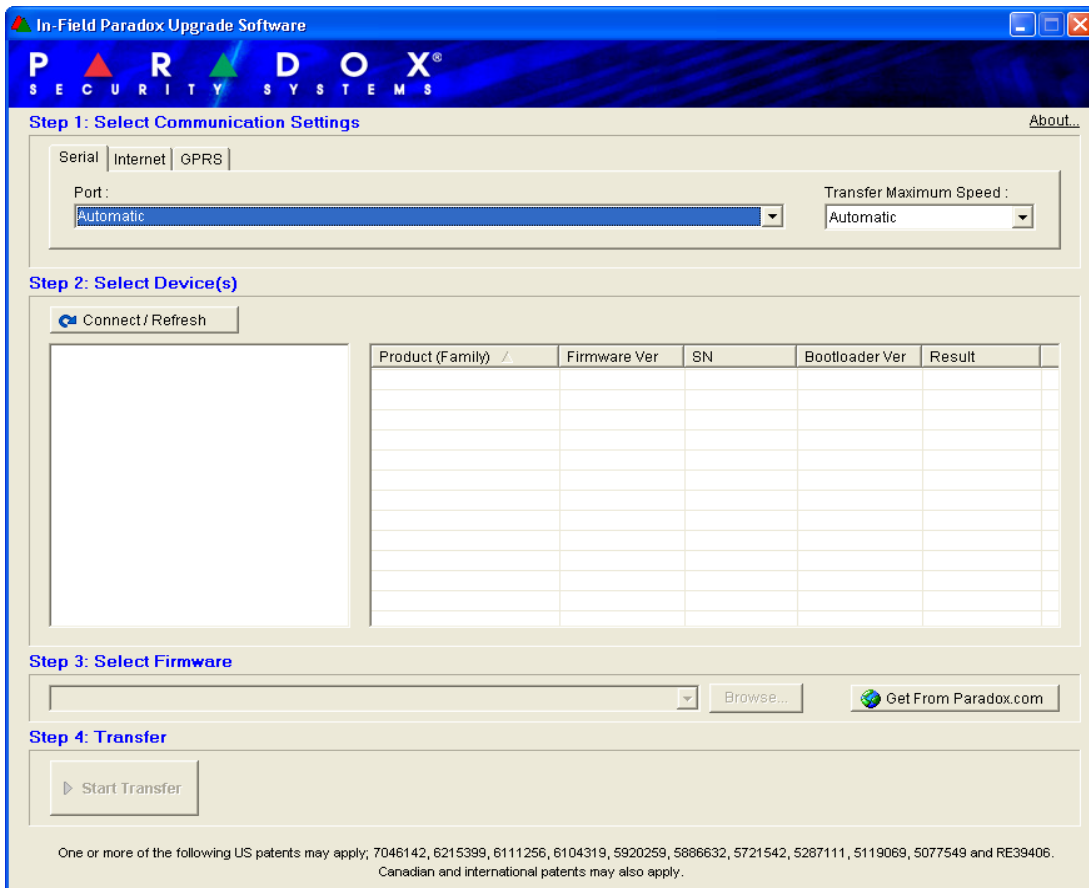 In-Field Paradox Upgrade Software
PARADOX®
SECURITY SYSTEMS
Step 1: Select Communication Settings
About...
Serial Internet GPRS
Port : Transfer Maximum Speed :
Automatic Automatic
Step 2: Select Device(s)
Connect / Refresh
Product (Family) Firmware Ver SN Bootloader Ver Result
Step 3: Select Firmware
Browse... Get From Paradox.com
Step 4: Transfer
Start Transfer
One or more of the following US patents may apply; 7046142, 6215399, 6111256, 6104319, 5920259, 5886632, 5721542, 5287111, 5119069, 5077549 and RE39406.
Canadian and international patents may also apply.